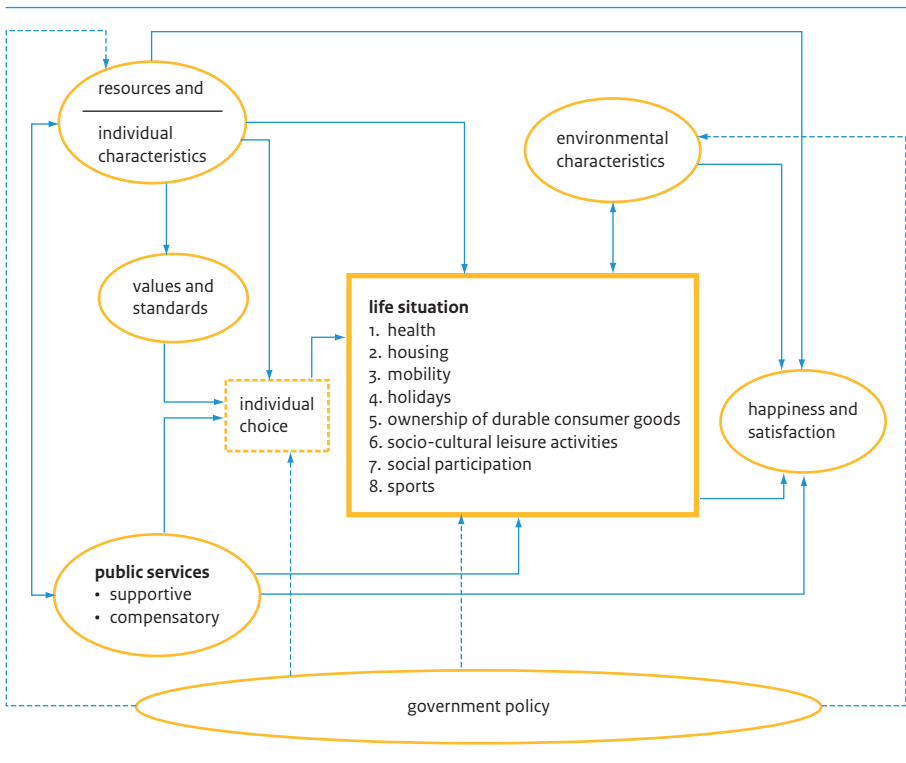 resources and
individual
characteristics
environmental
characteristics
values and
standards
life situation
1. health
2. housing
3. mobility
4. holidays
5. ownership of durable consumer goods
6. socio-cultural leisure activities
7. social participation
8. sports
individual
choice
happiness and
satisfaction
public services
• supportive
• compensatory
government policy